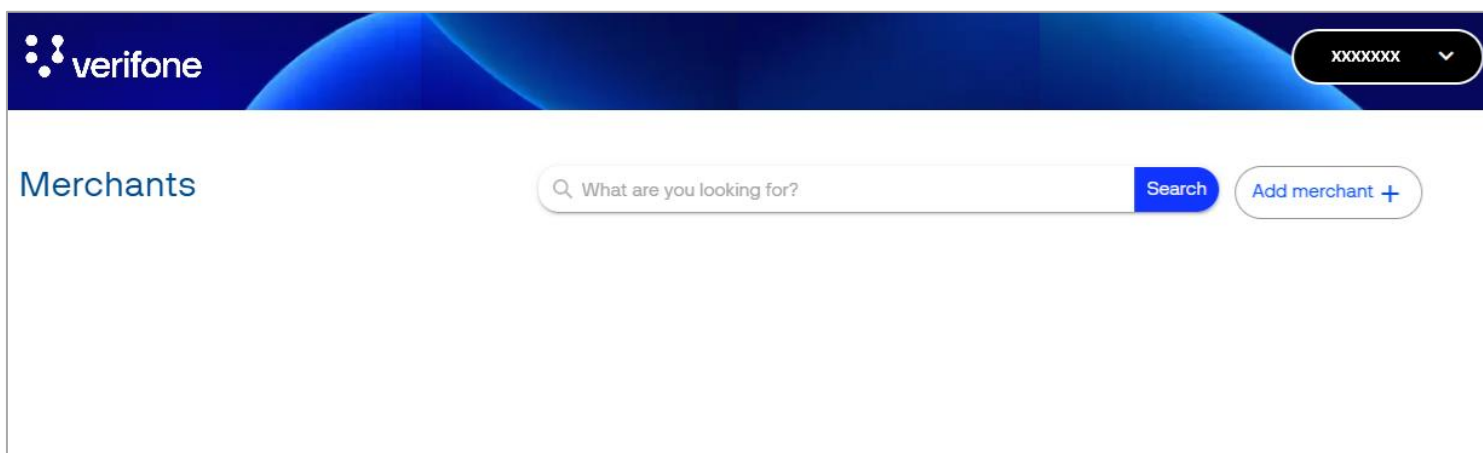 verifone
xxxxxxx
Merchants
What are you looking for?
Search
Add merchant +